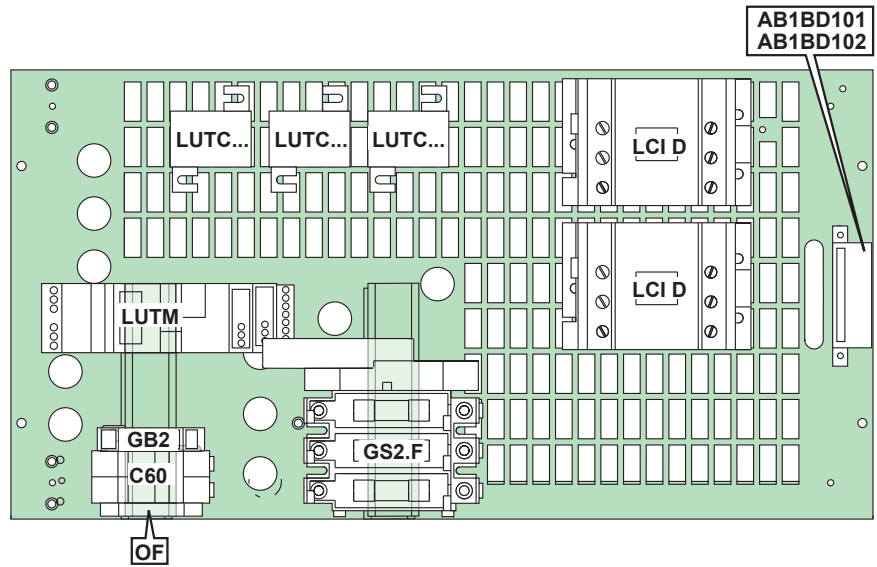 AB1BD101
AB1BD102
LUTC... LUTC... LUTC...
LCI D
LCI D
LUTM
GB2
GS2.F
C60
OF